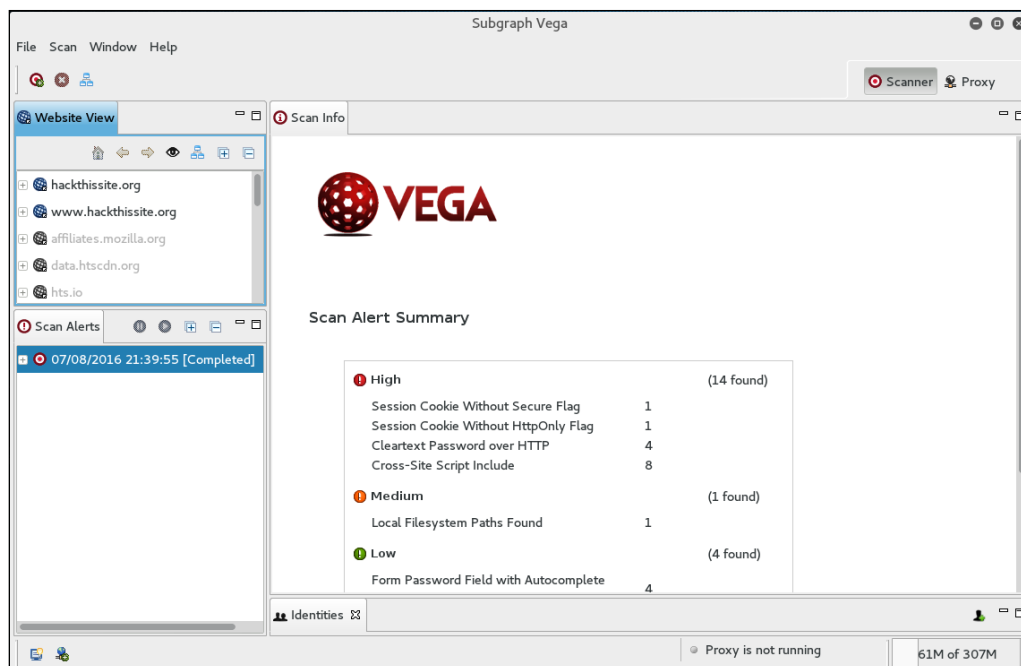 Subgraph Vega
File Scan Window Help
Scanner Proxy
Website View
hackthissite.org
www.hackthissite.org
affiliates.mozilla.org
data.htscdn.org
hts.io
Scan Alerts
07/08/2016 21:39:55 [Completed]
Scan Info
VEGA
Scan Alert Summary
High (14 found)
Session Cookie Without Secure Flag 1
Session Cookie Without HttpOnly Flag 1
Cleartext Password over HTTP 4
Cross-Site Script Include 8
Medium (1 found)
Local Filesystem Paths Found 1
Low (4 found)
Form Password Field with Autocomplete 4
Identities
Proxy is not running
61M of 307M